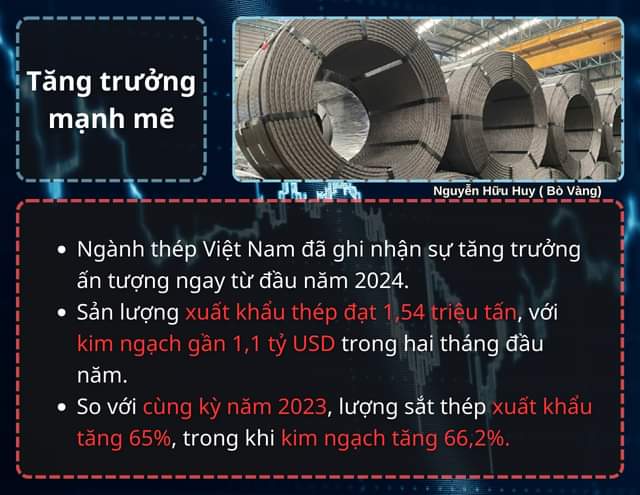 Tăng trưởng
mạnh mẽ
Nguyễn Hữu Huy ( Bò Vàng)
• Ngành thép Việt Nam đã ghi nhận sự tăng trưởng
ấn tượng ngay từ đầu năm 2024.
• Sản lượng xuất khẩu thép đạt 1,54 triệu tấn, với
kim ngạch gần 1,1 tỷ USD trong hai tháng đầu
năm.
• So với cùng kỳ năm 2023, lượng sắt thép xuất khẩu
tăng 65%, trong khi kim ngạch tăng 66,2%.